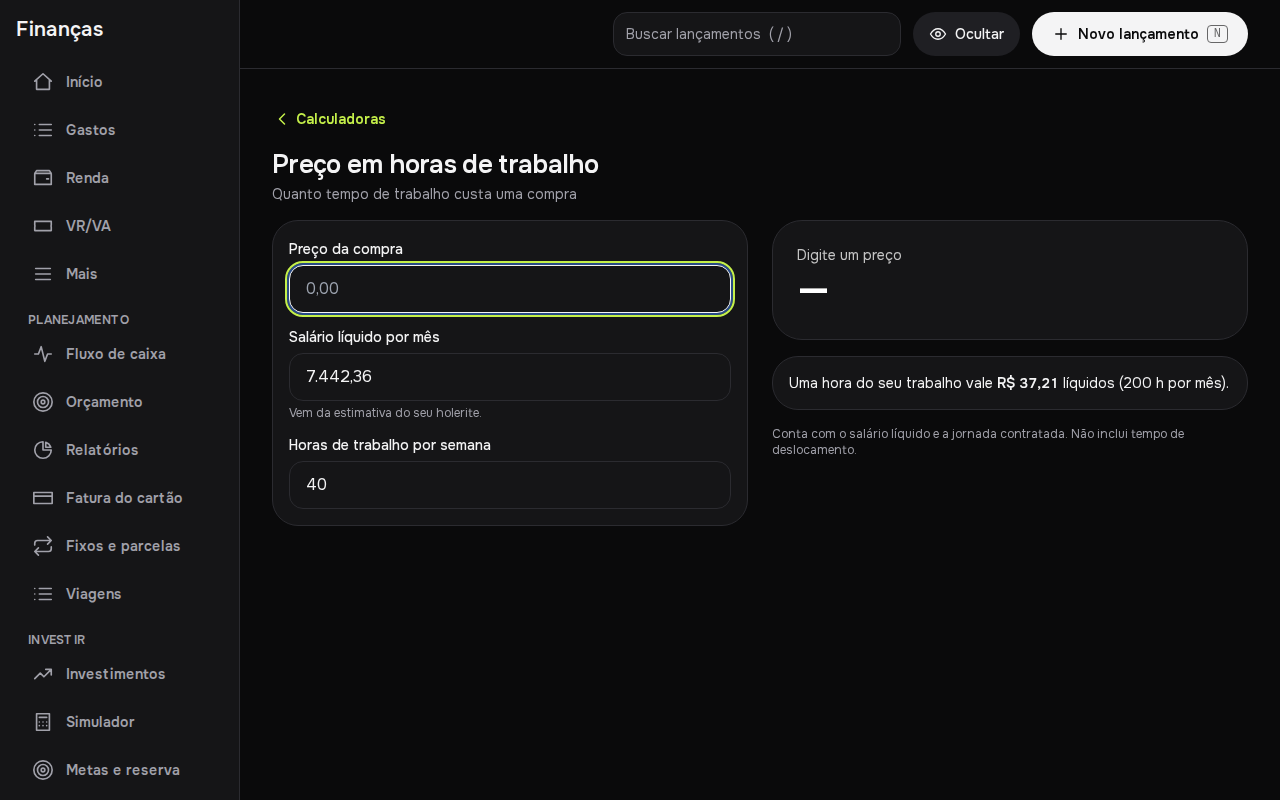 Finanças
Buscar lançamentos ( / )
Ocultar
Novo lançamento N
Início
Gastos
Renda
VR/VA
Mais
PLANEJAMENTO
Fluxo de caixa
Orçamento
Relatórios
Fatura do cartão
Fixos e parcelas
Viagens
INVESTIR
Investimentos
Simulador
Metas e reserva
Calculadoras
Preço em horas de trabalho
Quanto tempo de trabalho custa uma compra
Preço da compra
0,00
Salário líquido por mês
7.442,36
Vem da estimativa do seu holerite.
Horas de trabalho por semana
40
Digite um preço
—
Uma hora do seu trabalho vale R$ 37,21 líquidos (200 h por mês).
Conta com o salário líquido e a jornada contratada. Não inclui tempo de
deslocamento.